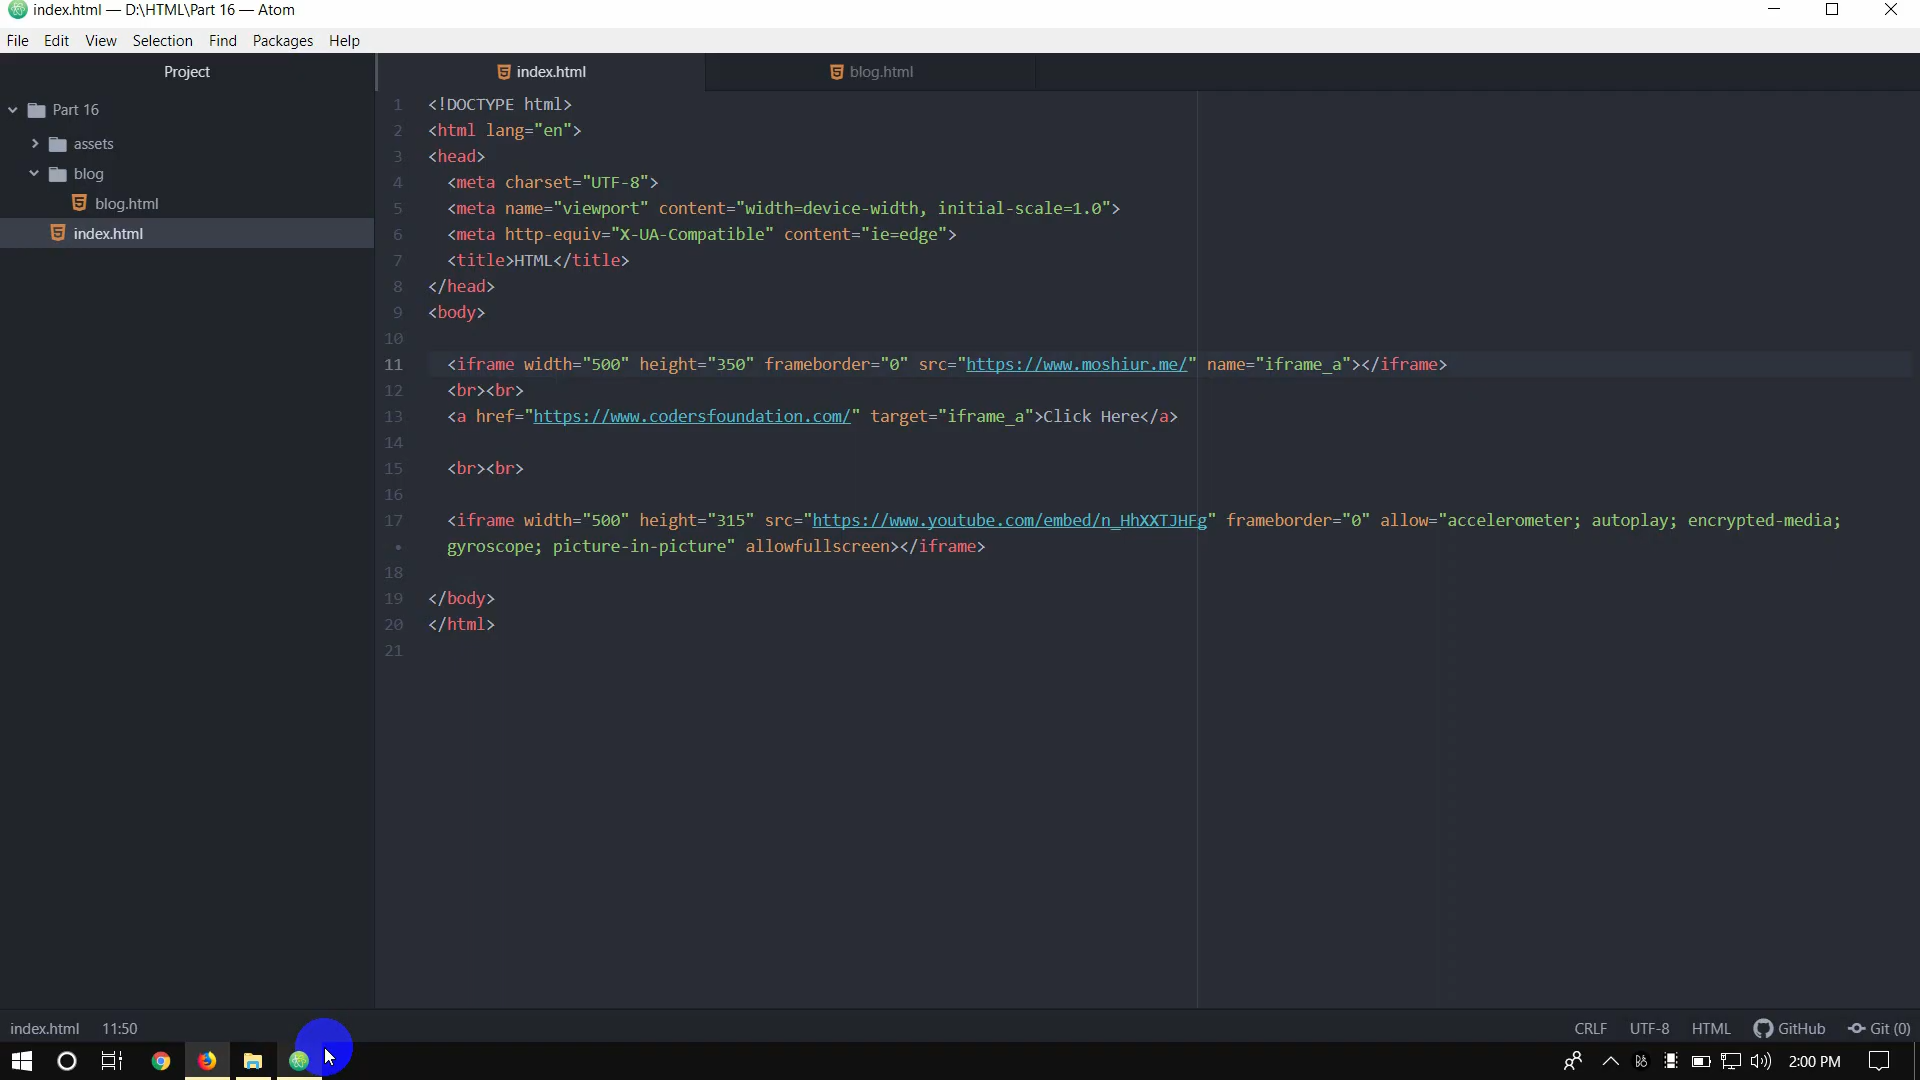 index.html — D:\HTML\Part 16 — Atom
File Edit View Selection Find Packages Help
Project
index.html
blog.html
Part 16
assets
blog
blog.html
index.html
1 <!DOCTYPE html>
2 <html lang="en">
3 <head>
4 <meta charset="UTF-8">
5 <meta name="viewport" content="width=device-width, initial-scale=1.0">
6 <meta http-equiv="X-UA-Compatible" content="ie=edge">
7 <title>HTML</title>
8 </head>
9 <body>
10
11 <iframe width="500" height="350" frameborder="0" src="https://www.moshiur.me/" name="iframe_a"></iframe>
12 <br><br>
13 <a href="https://www.codersfoundation.com/" target="iframe_a">Click Here</a>
14
15 <br><br>
16
17 <iframe width="500" height="315" src="https://www.youtube.com/embed/n_HhXXTJHFg" frameborder="0" allow="accelerometer; autoplay; encrypted-media;
• gyroscope; picture-in-picture" allowfullscreen></iframe>
18
19 </body>
20 </html>
21
index.html 11:50 CRLF UTF-8 HTML GitHub Git (0)
2:00 PM